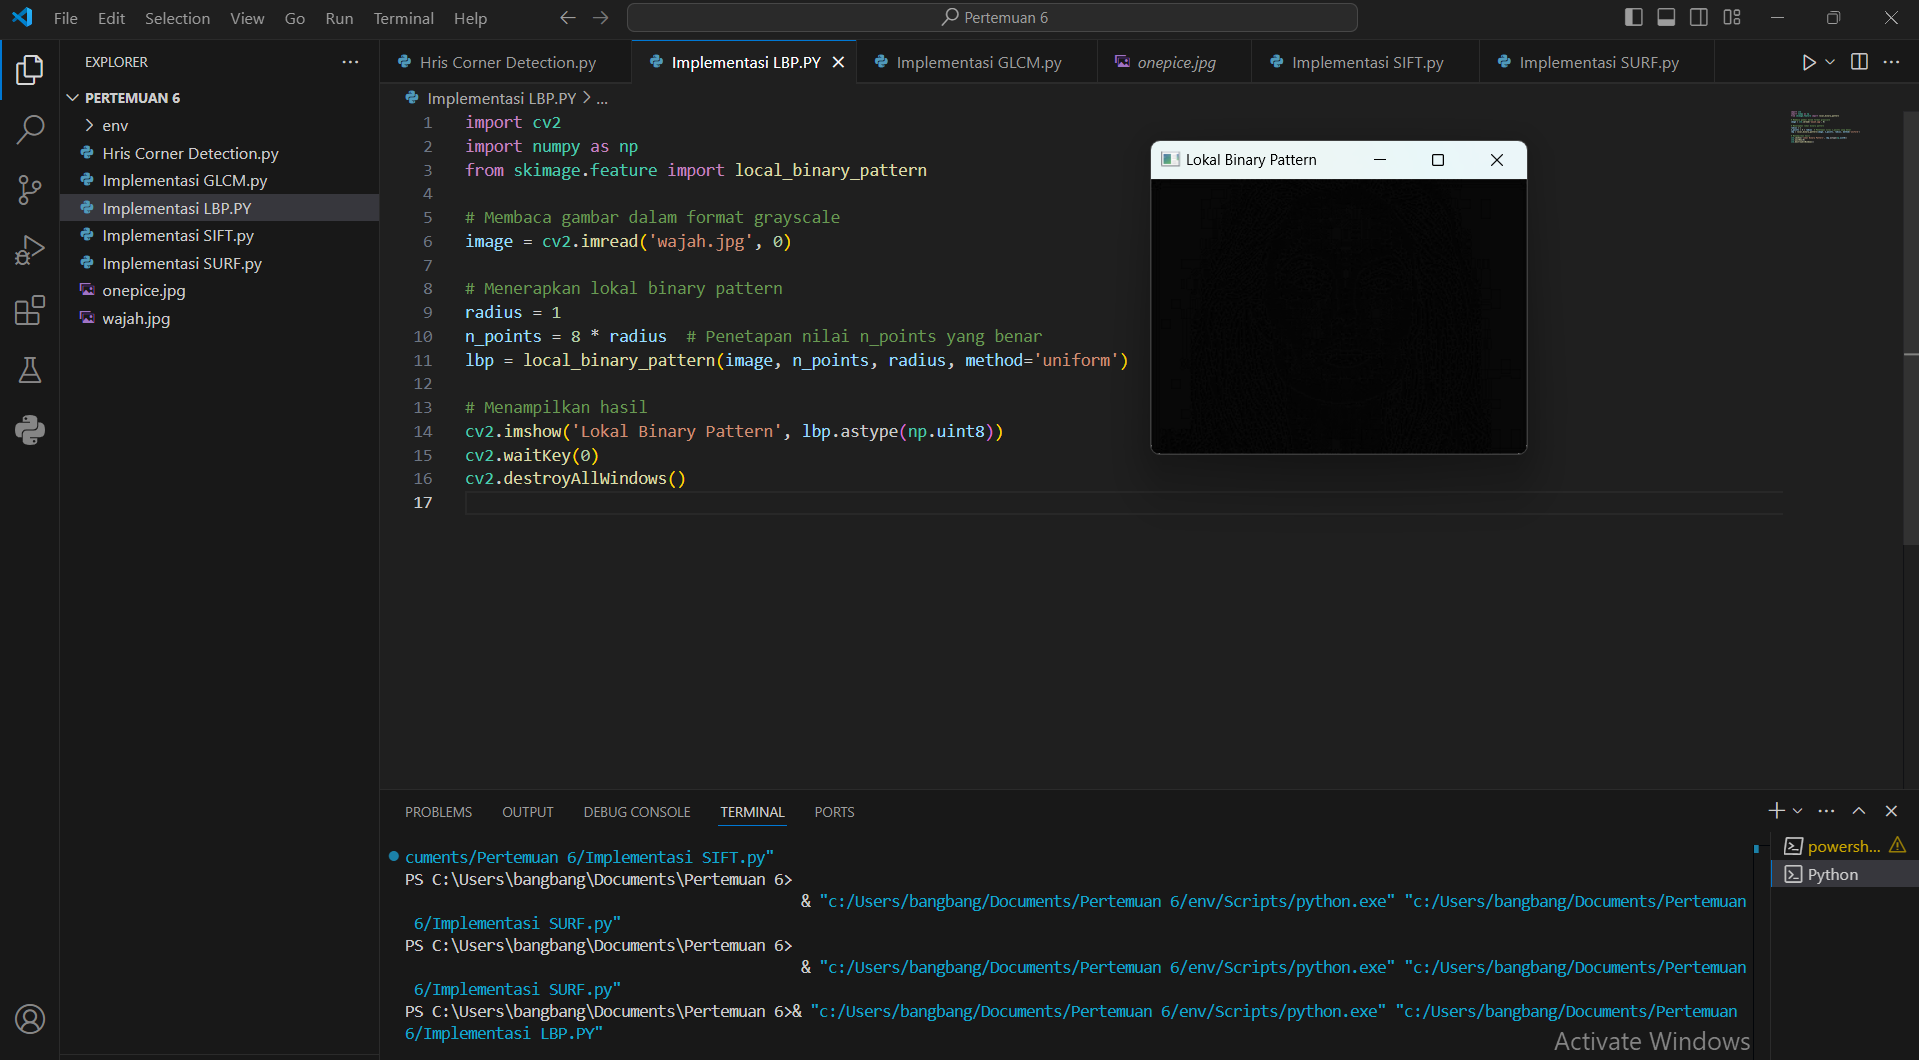 File Edit Selection View Go Run Terminal Help
Pertemuan 6
EXPLORER
PERTEMUAN 6
env
Hris Corner Detection.py
Implementasi GLCM.py
Implementasi LBP.PY
Implementasi SIFT.py
Implementasi SURF.py
onepice.jpg
wajah.jpg
Hris Corner Detection.py Implementasi LBP.PY Implementasi GLCM.py onepice.jpg Implementasi SIFT.py Implementasi SURF.py
Implementasi LBP.PY > ...
1 import cv2
2 import numpy as np
3 from skimage.feature import local_binary_pattern
4
5 # Membaca gambar dalam format grayscale
6 image = cv2.imread('wajah.jpg', 0)
7
8 # Menerapkan lokal binary pattern
9 radius = 1
10 n_points = 8 * radius  # Penetapan nilai n_points yang benar
11 lbp = local_binary_pattern(image, n_points, radius, method='uniform')
12
13 # Menampilkan hasil
14 cv2.imshow('Lokal Binary Pattern', lbp.astype(np.uint8))
15 cv2.waitKey(0)
16 cv2.destroyAllWindows()
17
Lokal Binary Pattern
PROBLEMS OUTPUT DEBUG CONSOLE TERMINAL PORTS
cuments/Pertemuan 6/Implementasi SIFT.py"
PS C:\Users\bangbang\Documents\Pertemuan 6>
& "c:/Users/bangbang/Documents/Pertemuan 6/env/Scripts/python.exe" "c:/Users/bangbang/Documents/Pertemuan
6/Implementasi SURF.py"
PS C:\Users\bangbang\Documents\Pertemuan 6>
& "c:/Users/bangbang/Documents/Pertemuan 6/env/Scripts/python.exe" "c:/Users/bangbang/Documents/Pertemuan
6/Implementasi SURF.py"
PS C:\Users\bangbang\Documents\Pertemuan 6>& "c:/Users/bangbang/Documents/Pertemuan 6/env/Scripts/python.exe" "c:/Users/bangbang/Documents/Pertemuan
6/Implementasi LBP.PY"
powersh...
Python
Activate Windows